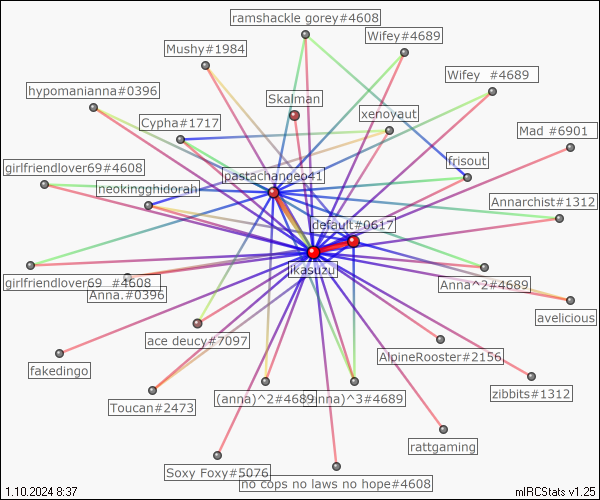 ramshackle gorey#4608
Wifey#4689
Mushy#1984
Wifey  #4689
hypomanianna#0396
Skalman
xenoyaut
Cypha#1717
Mad #6901
frisout
girlfriendlover69#4608
pastachangeo41
neokingghidorah
Annarchist#1312
default#0617
ikasuzu
girlfriendlover69  #4608
Anna^2#4689
Anna.#0396
avelicious
ace deucy#7097
AlpineRooster#2156
fakedingo
zibbits#1312
(anna)^2#4689
(anna)^3#4689
Toucan#2473
rattgaming
Soxy Foxy#5076
no cops no laws no hope#4608
1.10.2024 8:37
mIRCStats v1.25